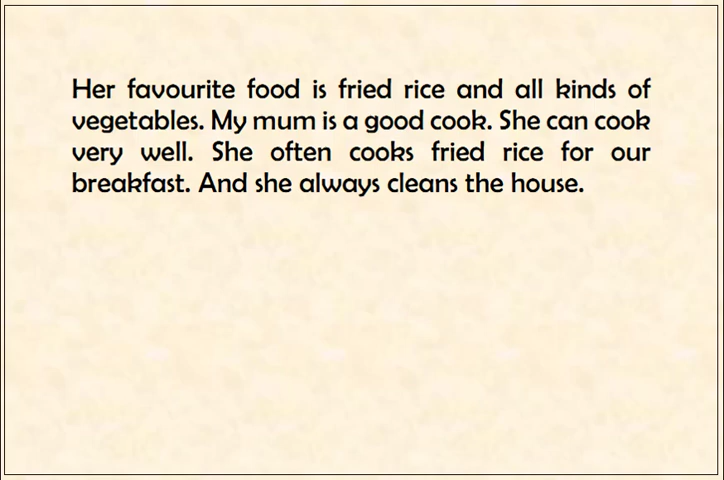 Her favourite food is fried rice and all kinds of
vegetables. My mum is a good cook. She can cook
very well. She often cooks fried rice for our
breakfast. And she always cleans the house.